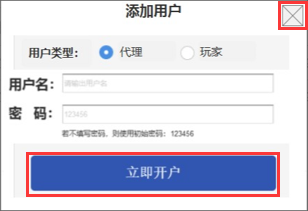 添加用户
用户类型： 代理 玩家
用户名： 请输出用户名
密 码： 123456
若不填写密码，则使用初始密码：123456
立即开户